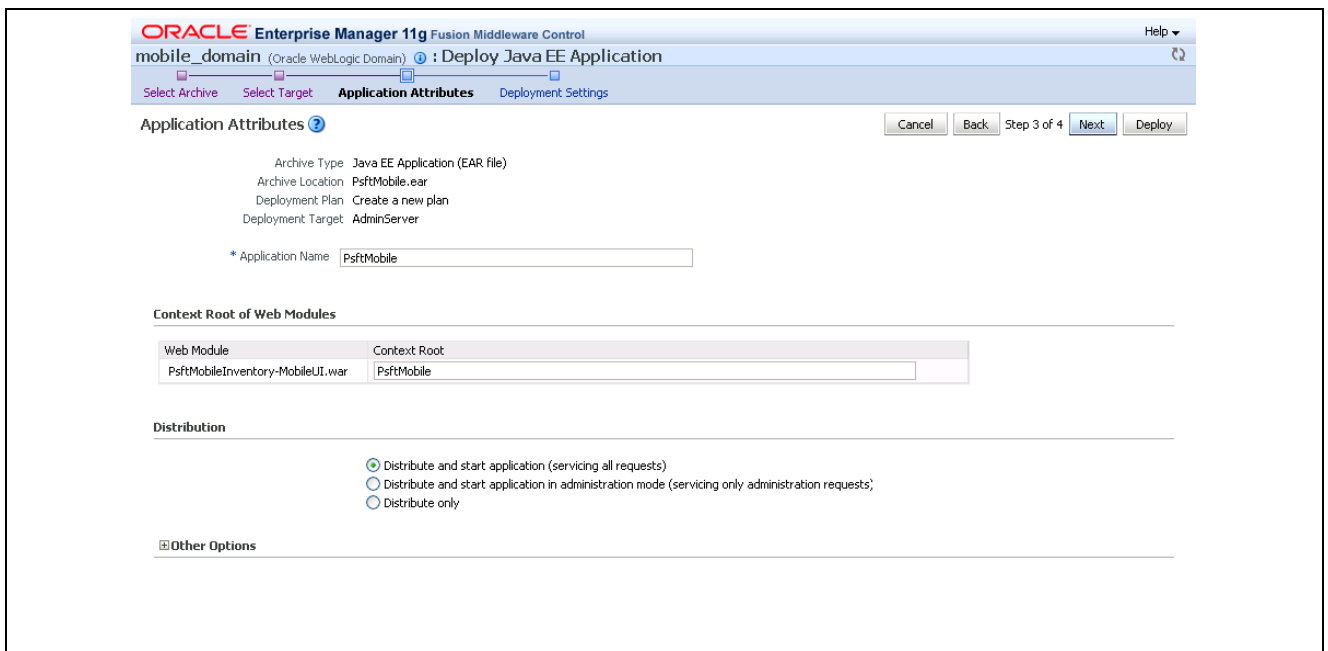 ORACLE Enterprise Manager 11g Fusion Middleware Control
Help
mobile_domain (Oracle WebLogic Domain) : Deploy Java EE Application
Select Archive Select Target Application Attributes Deployment Settings
Application Attributes
Cancel Back Step 3 of 4 Next Deploy
Archive Type Java EE Application (EAR file)
Archive Location PsftMobile.ear
Deployment Plan Create a new plan
Deployment Target AdminServer
* Application Name PsftMobile
Context Root of Web Modules
Web Module Context Root
PsftMobileInventory-MobileUI.war PsftMobile
Distribution
Distribute and start application (servicing all requests)
Distribute and start application in administration mode (servicing only administration requests)
Distribute only
Other Options